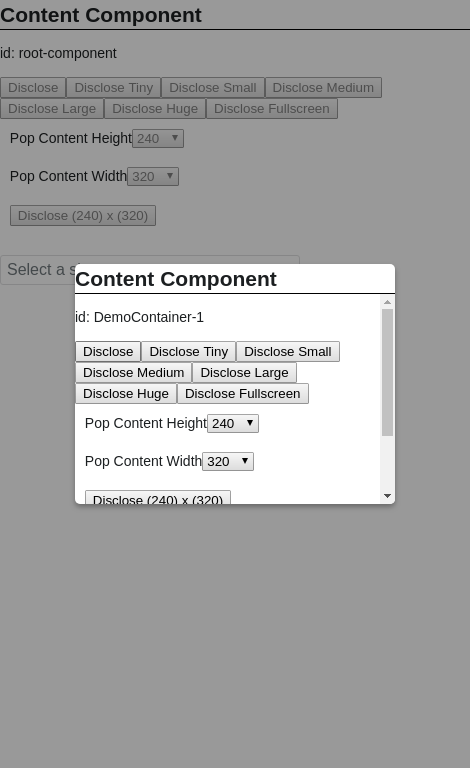 Content Component
id: root-component
Disclose Disclose Tiny Disclose Small Disclose Medium
Disclose Large Disclose Huge Disclose Fullscreen
Pop Content Height 240
Pop Content Width 320
Disclose (240) x (320)
Select a s
Content Component
id: DemoContainer-1
Disclose Disclose Tiny Disclose Small
Disclose Medium Disclose Large
Disclose Huge Disclose Fullscreen
Pop Content Height 240
Pop Content Width 320
Disclose (240) x (320)